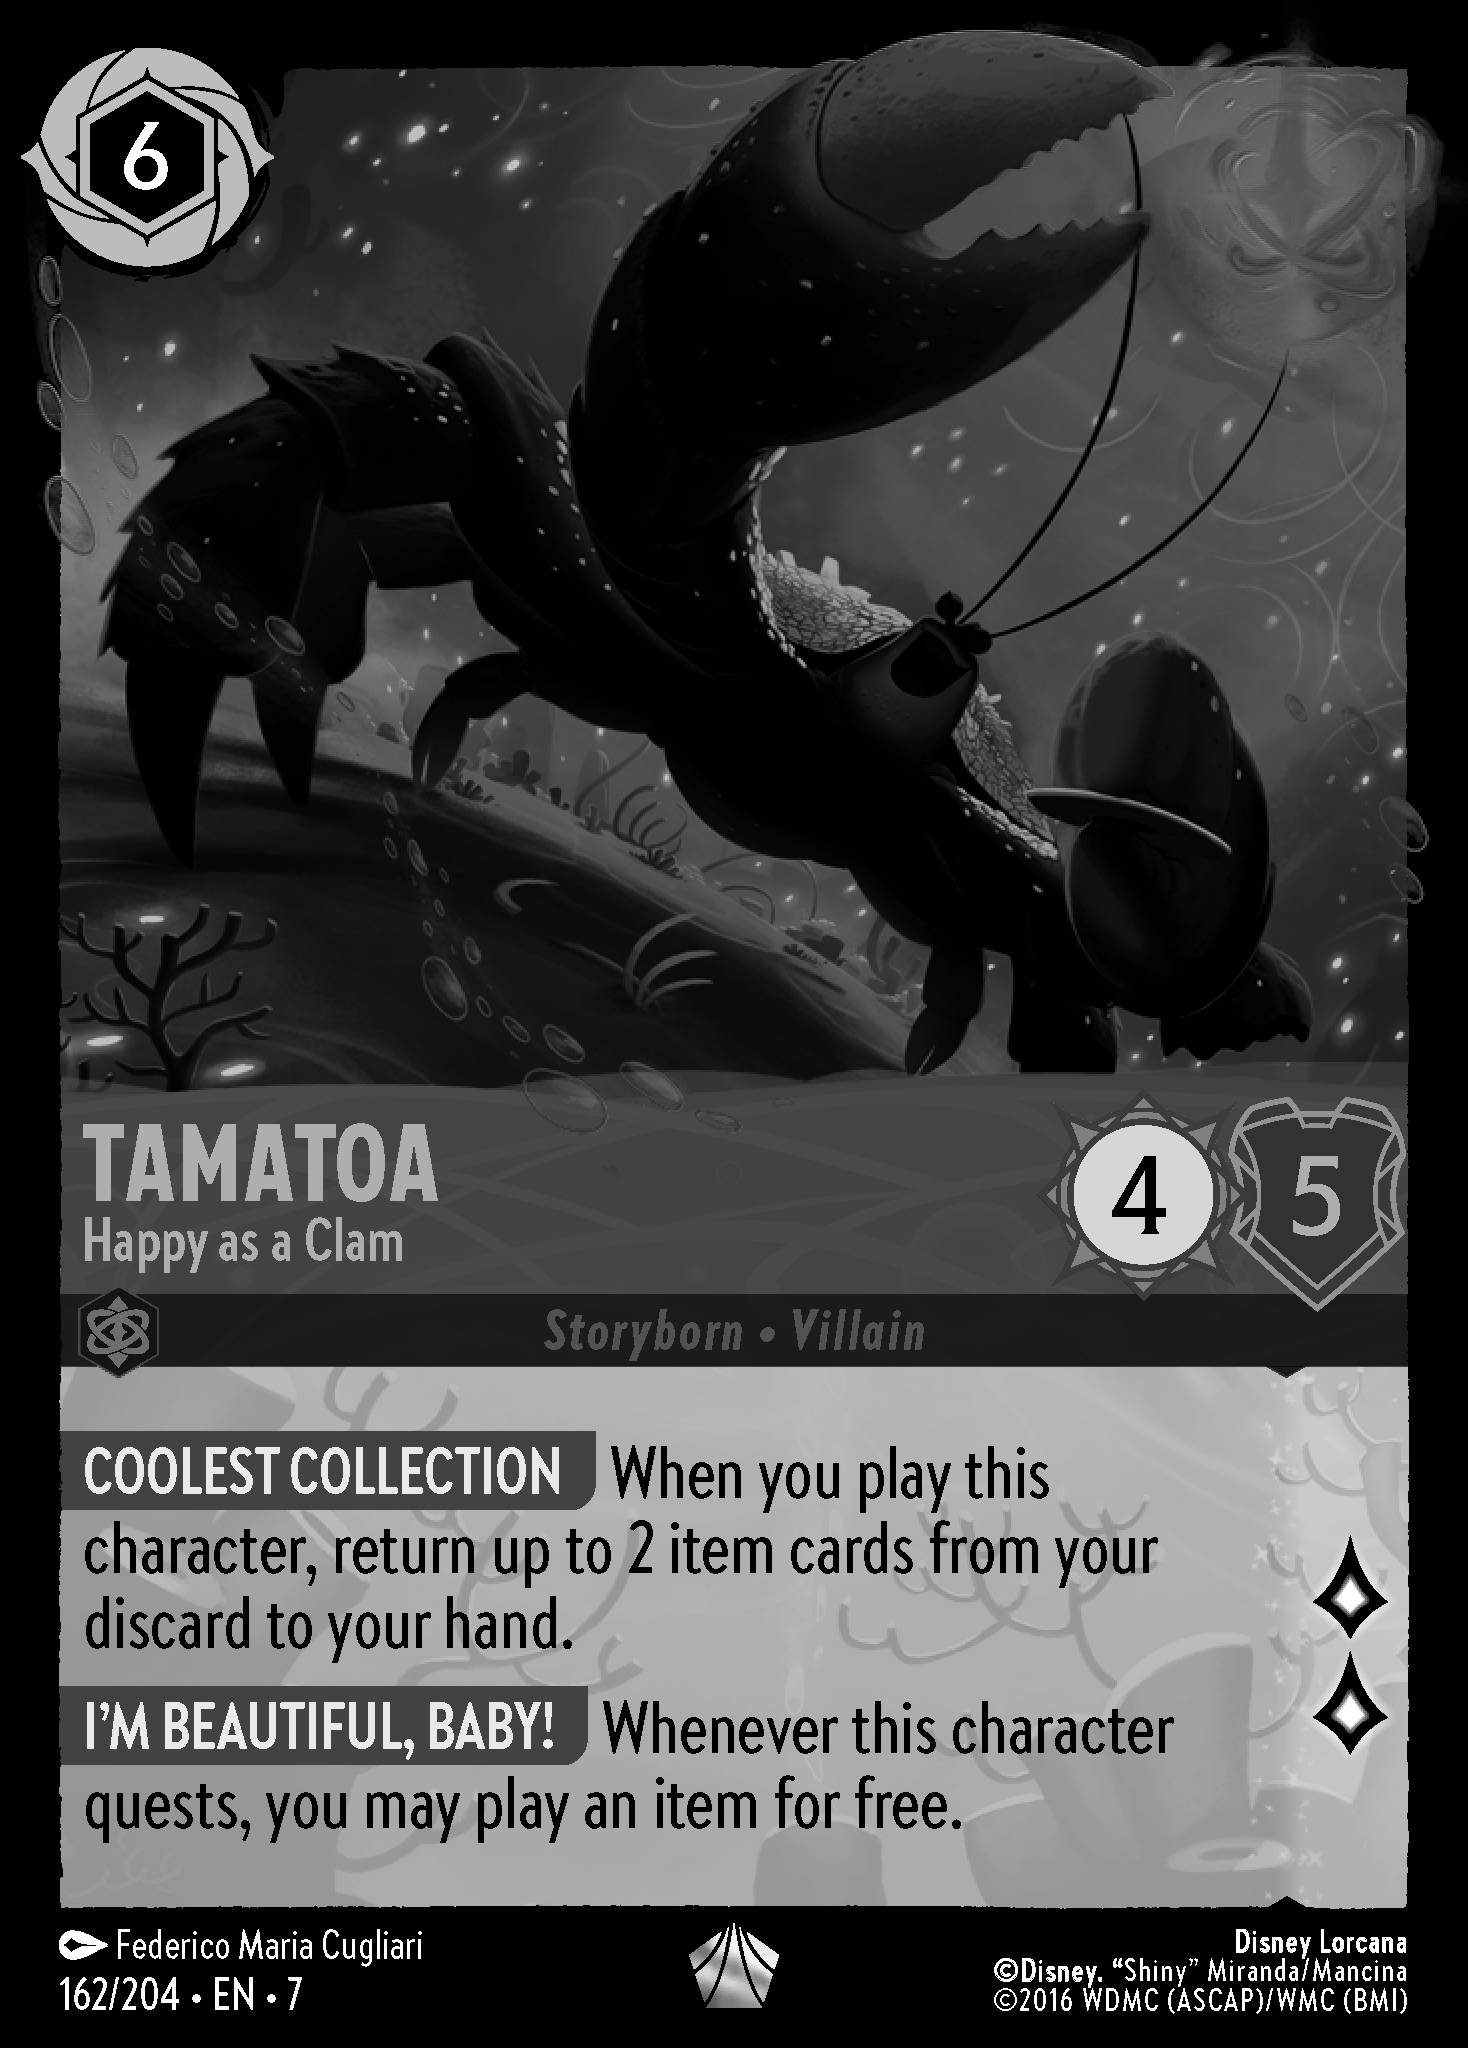 6
TAMATOA
Happy as a Clam
4
5
Storyborn • Villain
COOLEST COLLECTION When you play this
character, return up to 2 item cards from your
discard to your hand.
I'M BEAUTIFUL, BABY! Whenever this character
quests, you may play an item for free.
Federico Maria Cugliari
162/204 • EN • 7
Disney Lorcana
©Disney. “Shiny” Miranda/Mancina
©2016 WDMC (ASCAP)/WMC (BMI)